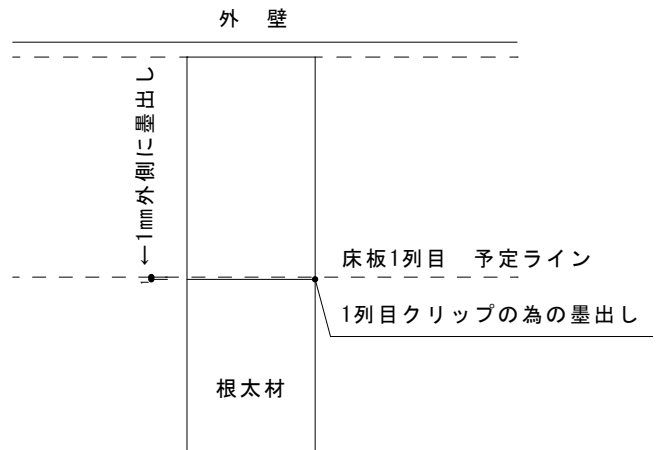 外 壁
←1mm外側に墨出し
床板1列目 予定ライン
1列目クリップの為の墨出し
根太材